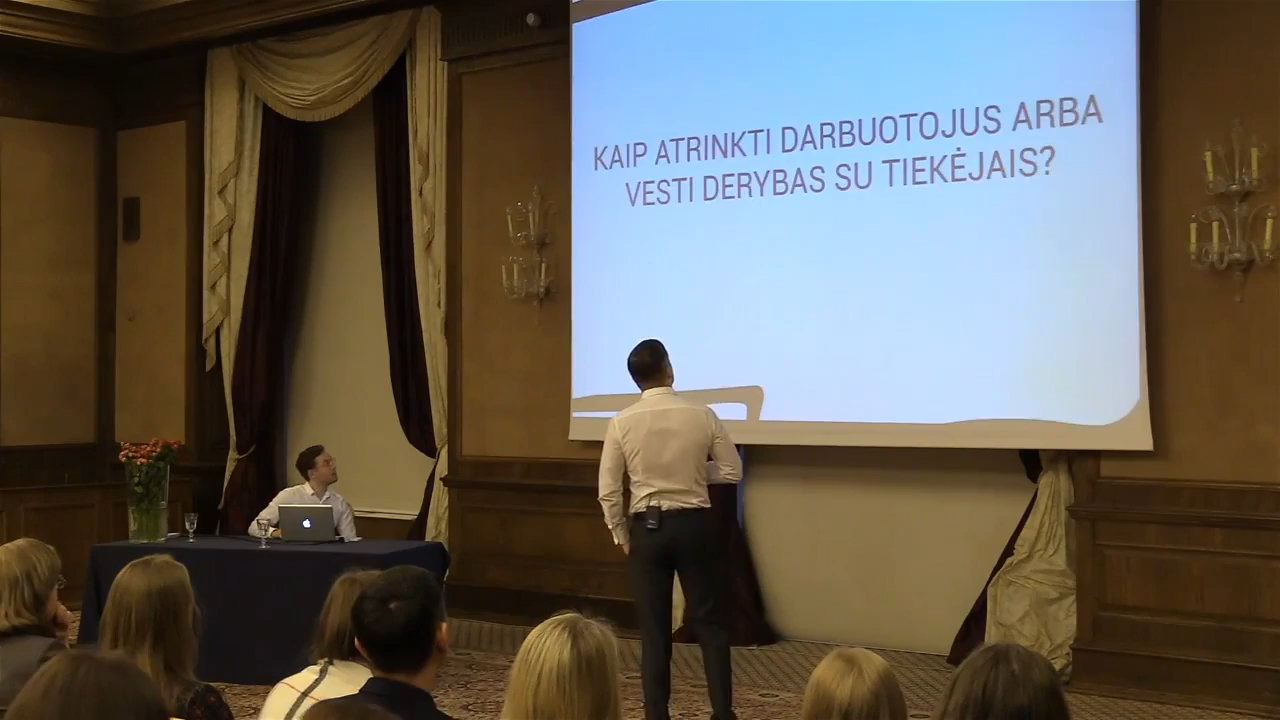 KAIP ATRINKTI DARBUOTOJUS ARBA
VESTI DERYBAS SU TIEKĖJAIS?